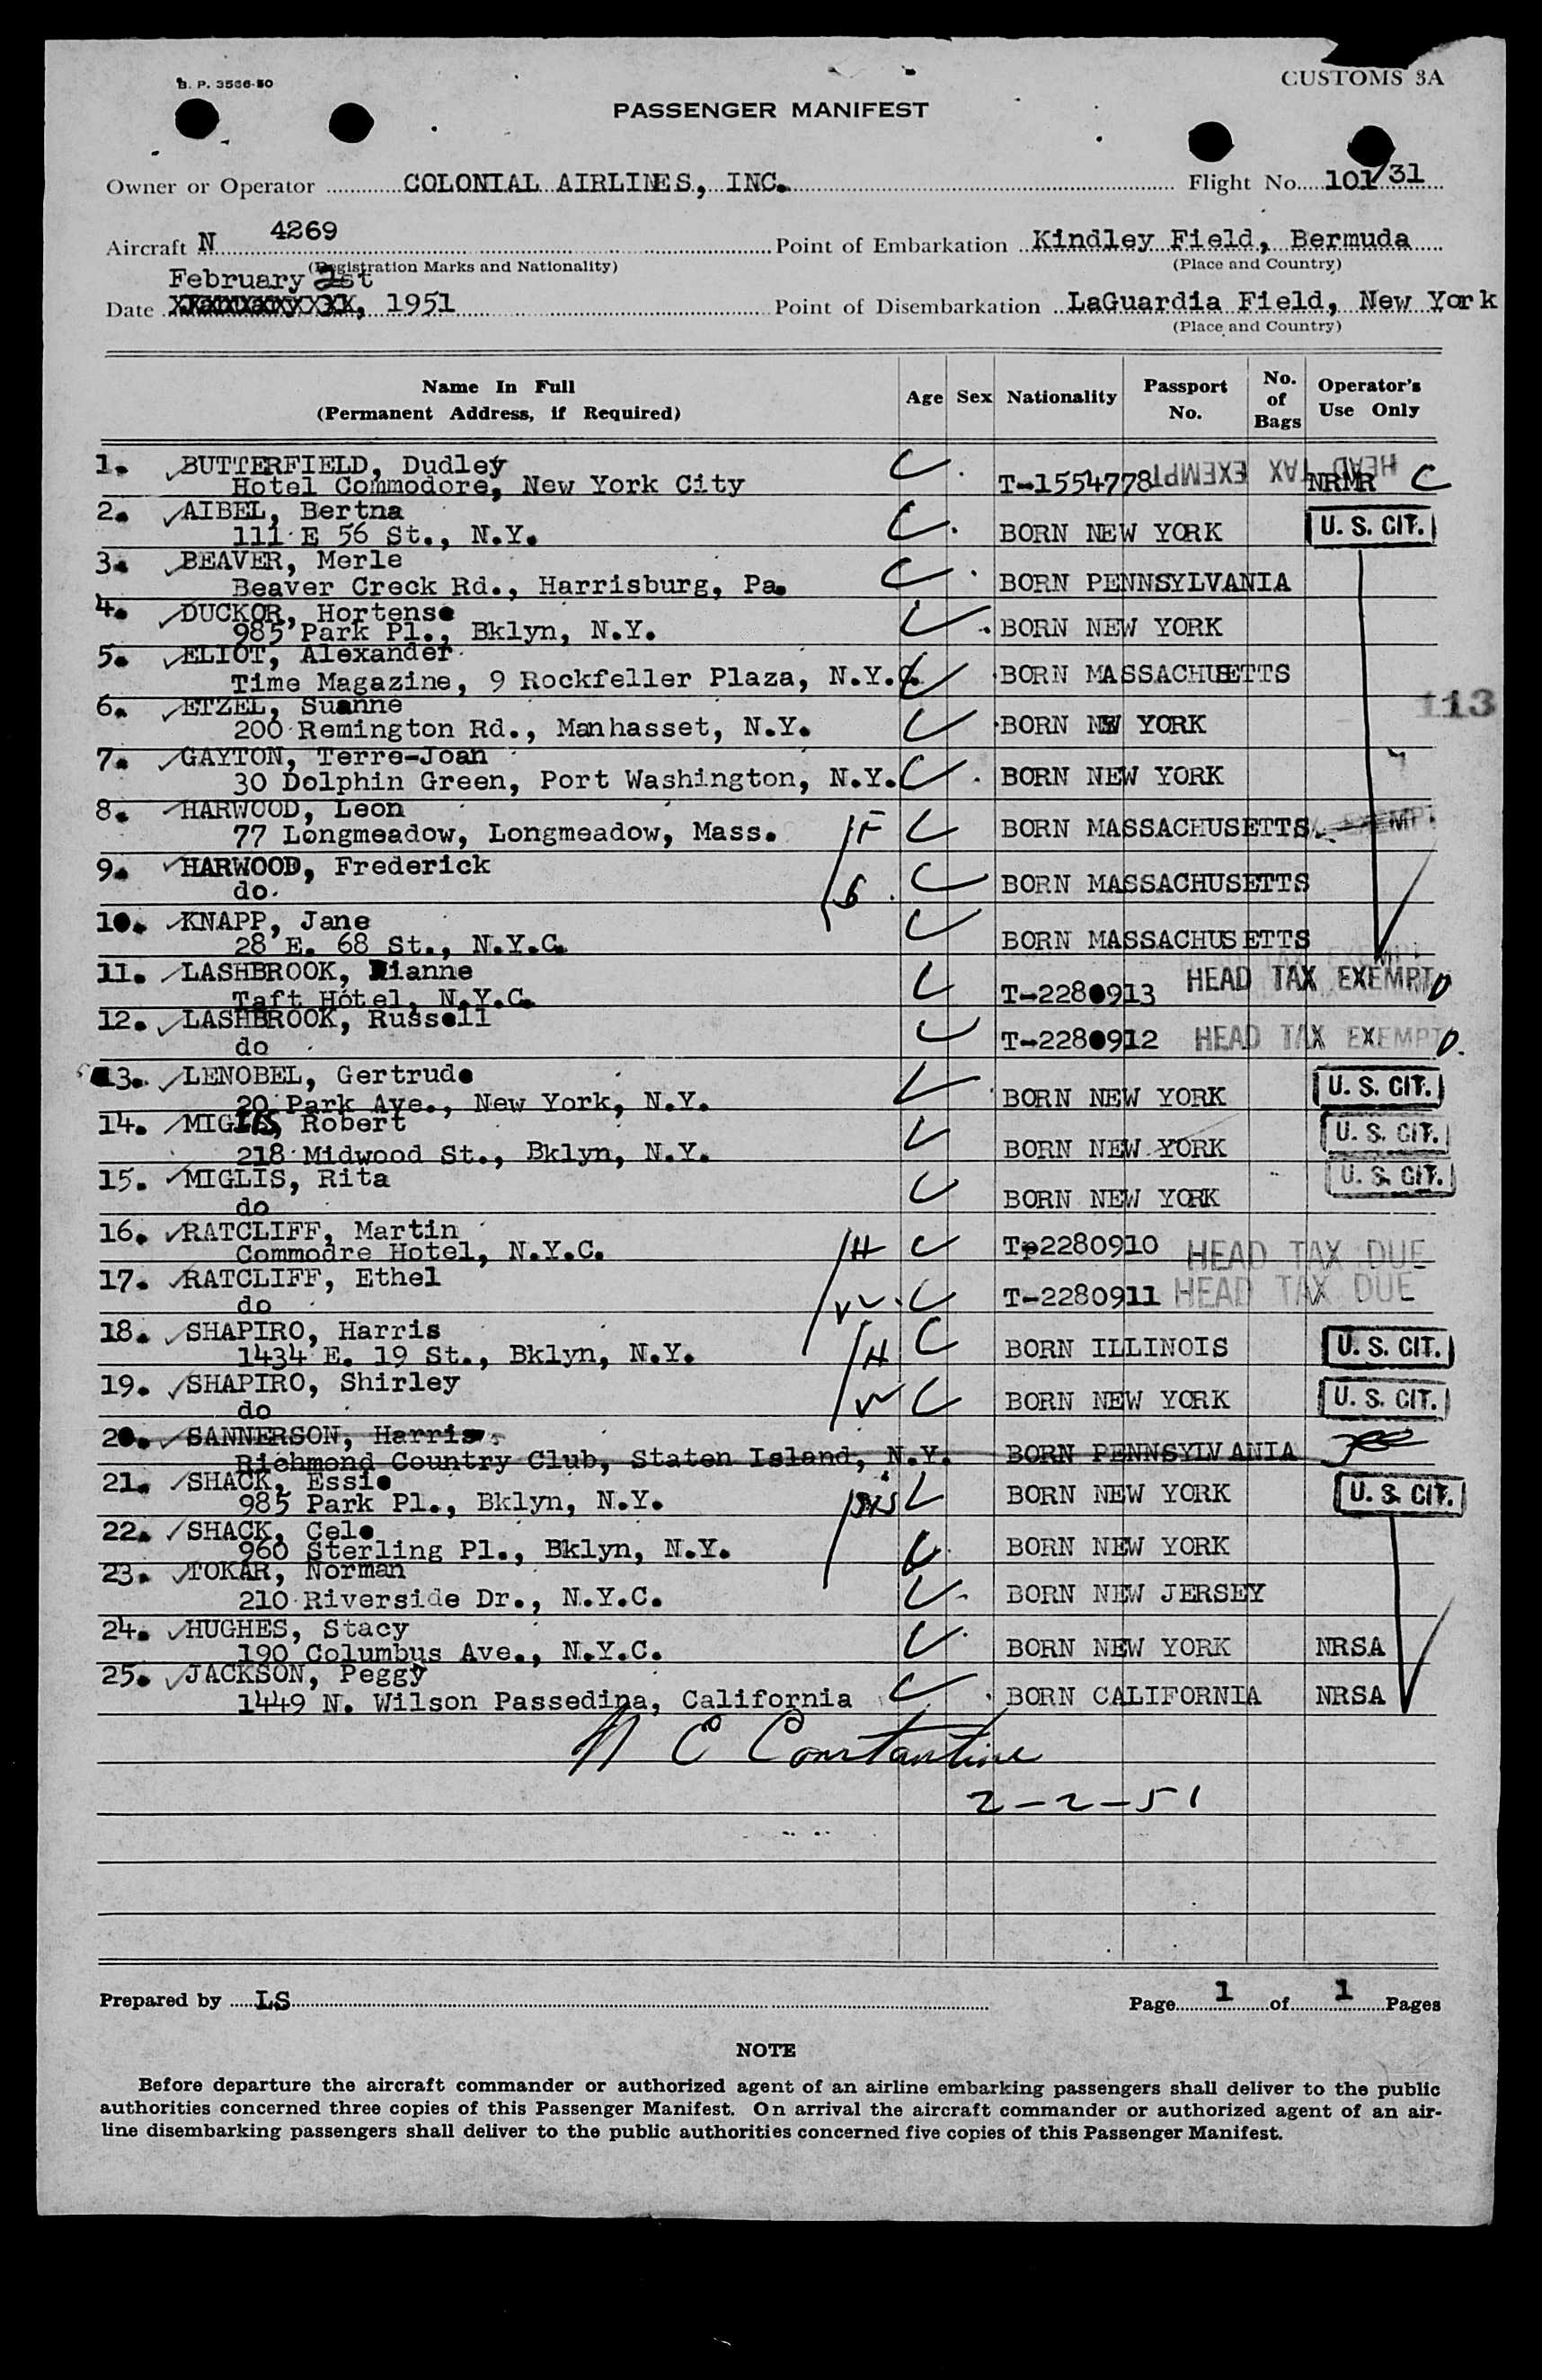 B. P. 3566-50
CUSTOMS 3A
PASSENGER MANIFEST
Owner or Operator COLONIAL AIRLINES, INC. Flight No. 101/31
Aircraft N 4269 Point of Embarkation Kindley Field, Bermuda
(Registration Marks and Nationality) (Place and Country)
February
Date 1951 Point of Disembarkation LaGuardia Field, New York
(Place and Country)
Name In Full (Permanent Address, if Required) Age Sex Nationality Passport No. No. of Bags Operator's Use Only
1. BUTTERFIELD, Dudley C
Hotel Commodore, New York City T-1554778 HEAD TAX EXEMPT NRMR C
2. AIBEL, Bertna C
111 E 56 St., N.Y. BORN NEW YORK U. S. CIT.
3. BEAVER, Merle C
Beaver Creck Rd., Harrisburg, Pa. BORN PENNSYLVANIA
4. DUCKOR, Hortense C
985 Park Pl., Bklyn, N.Y. BORN NEW YORK
5. ELIOT, Alexander
Time Magazine, 9 Rockfeller Plaza, N.Y.C. BORN MASSACHUSETTS
6. ETZEL, Suanne
200 Remington Rd., Manhasset, N.Y. C BORN NEW YORK
113
7. GAYTON, Terre-Joan
30 Dolphin Green, Port Washington, N.Y. C BORN NEW YORK
8. HARWOOD, Leon
77 Longmeadow, Longmeadow, Mass. F C BORN MASSACHUSETTS
9. HARWOOD, Frederick C
do. BORN MASSACHUSETTS
10. KNAPP, Jane C
28 E. 68 St., N.Y.C. BORN MASSACHUSETTS
11. LASHBROOK, Dianne C
Taft Hotel, N.Y.C. T-2280913 HEAD TAX EXEMPT D
12. LASHBROOK, Russell C
do T-2280912 HEAD TAX EXEMPT D.
13. LENOBEL, Gertrude C
20 Park Ave., New York, N.Y. BORN NEW YORK U. S. CIT.
14. MIGLIS, Robert C
218 Midwood St., Bklyn, N.Y. BORN NEW YORK U. S. CIT.
15. MIGLIS, Rita C
do BORN NEW YORK U. S. CIT.
16. RATCLIFF, Martin
Commodre Hotel, N.Y.C. H C T-2280910 HEAD TAX DUE
17. RATCLIFF, Ethel
do W. C T-2280911 HEAD TAX DUE
18. SHAPIRO, Harris
1434 E. 19 St., Bklyn, N.Y. H C BORN ILLINOIS U. S. CIT.
19. SHAPIRO, Shirley
do W C BORN NEW YORK U. S. CIT.
20. SANNERSON, Harris
Richmond Country Club, Staten Island, N.Y. BORN PENNSYLVANIA
21. SHACK, Essie
985 Park Pl., Bklyn, N.Y. sis C BORN NEW YORK U. S. CIT.
22. SHACK, Cele
960 Sterling Pl., Bklyn, N.Y. C BORN NEW YORK
23. TOKAR, Norman
210 Riverside Dr., N.Y.C. C BORN NEW JERSEY
24. HUGHES, Stacy
190 Columbus Ave., N.Y.C. C BORN NEW YORK NRSA
25. JACKSON, Peggy
1449 N. Wilson Passedina, California C BORN CALIFORNIA NRSA
N C Constantine
2-2-51
Prepared by LS Page 1 of 1 Pages
NOTE
Before departure the aircraft commander or authorized agent of an airline embarking passengers shall deliver to the public
authorities concerned three copies of this Passenger Manifest. On arrival the aircraft commander or authorized agent of an air-
line disembarking passengers shall deliver to the public authorities concerned five copies of this Passenger Manifest.